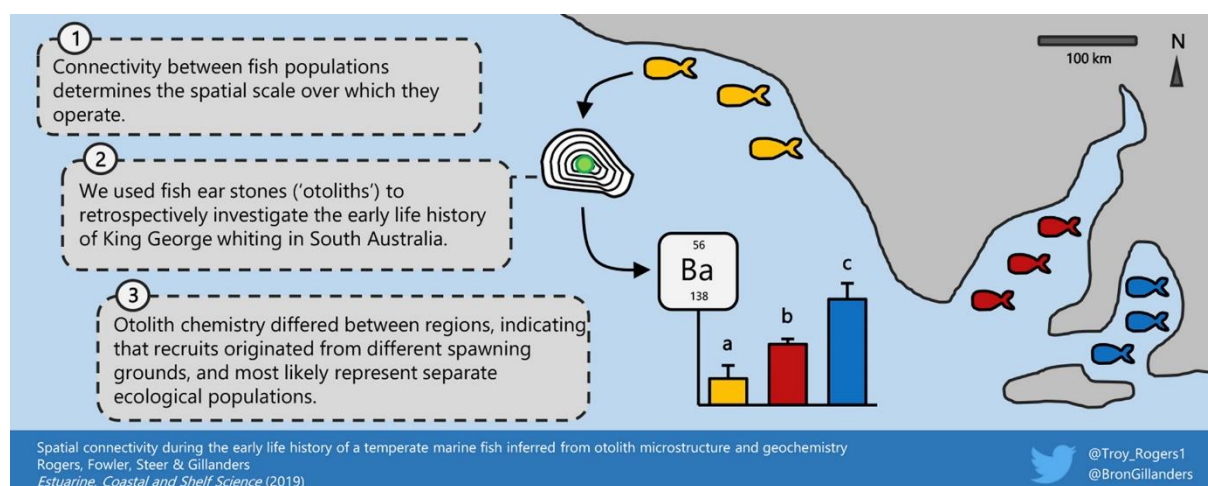 1
Connectivity between fish populations
determines the spatial scale over which they
operate.
2
We used fish ear stones (‘otoliths’) to
retrospectively investigate the early life history
of King George whiting in South Australia.
3
Otolith chemistry differed between regions, indicating
that recruits originated from different spawning
grounds, and most likely represent separate
ecological populations.
56
Ba
138
a
b
c
100 km
N
Spatial connectivity during the early life history of a temperate marine fish inferred from otolith microstructure and geochemistry
Rogers, Fowler, Steer & Gillanders
Estuarine, Coastal and Shelf Science (2019)
@Troy_Rogers1
@BronGillanders